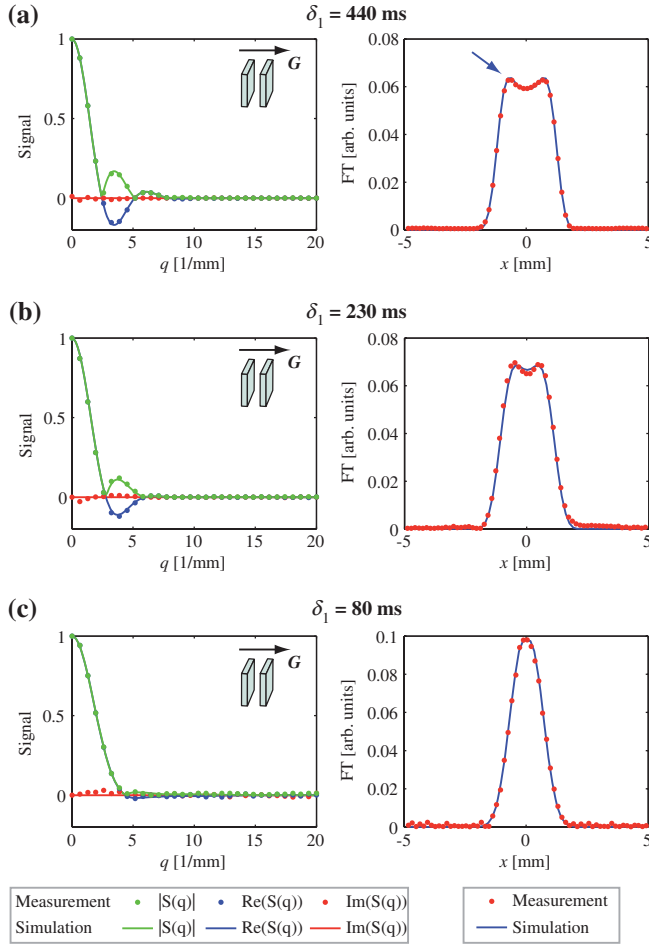 (a)
δ1 = 440 ms
1
0.5
0
Signal
G
0 5 10 15 20
q [1/mm]
0.08
0.06
0.04
0.02
0
FT [arb. units]
-5 0 5
x [mm]
(b)
δ1 = 230 ms
1
0.5
0
Signal
G
0 5 10 15 20
q [1/mm]
0.08
0.06
0.04
0.02
0
FT [arb. units]
-5 0 5
x [mm]
(c)
δ1 = 80 ms
1
0.5
0
Signal
G
0 5 10 15 20
q [1/mm]
0.1
0.08
0.06
0.04
0.02
0
FT [arb. units]
-5 0 5
x [mm]
Measurement |S(q)| Re(S(q)) Im(S(q))
Simulation |S(q)| Re(S(q)) Im(S(q))
Measurement
Simulation